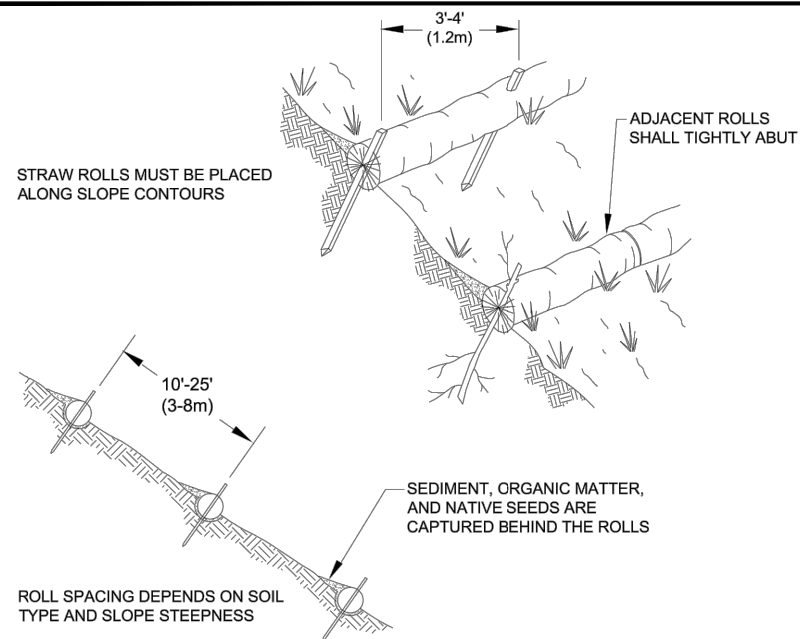 3'-4'
(1.2m)
ADJACENT ROLLS
SHALL TIGHTLY ABUT
STRAW ROLLS MUST BE PLACED
ALONG SLOPE CONTOURS
10'-25'
(3-8m)
SEDIMENT, ORGANIC MATTER,
AND NATIVE SEEDS ARE
CAPTURED BEHIND THE ROLLS
ROLL SPACING DEPENDS ON SOIL
TYPE AND SLOPE STEEPNESS